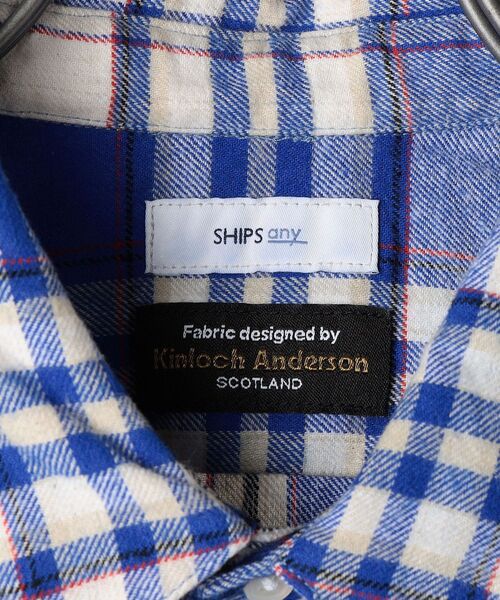 SHIPS any
Fabric designed by
Kinloch Anderson
SCOTLAND